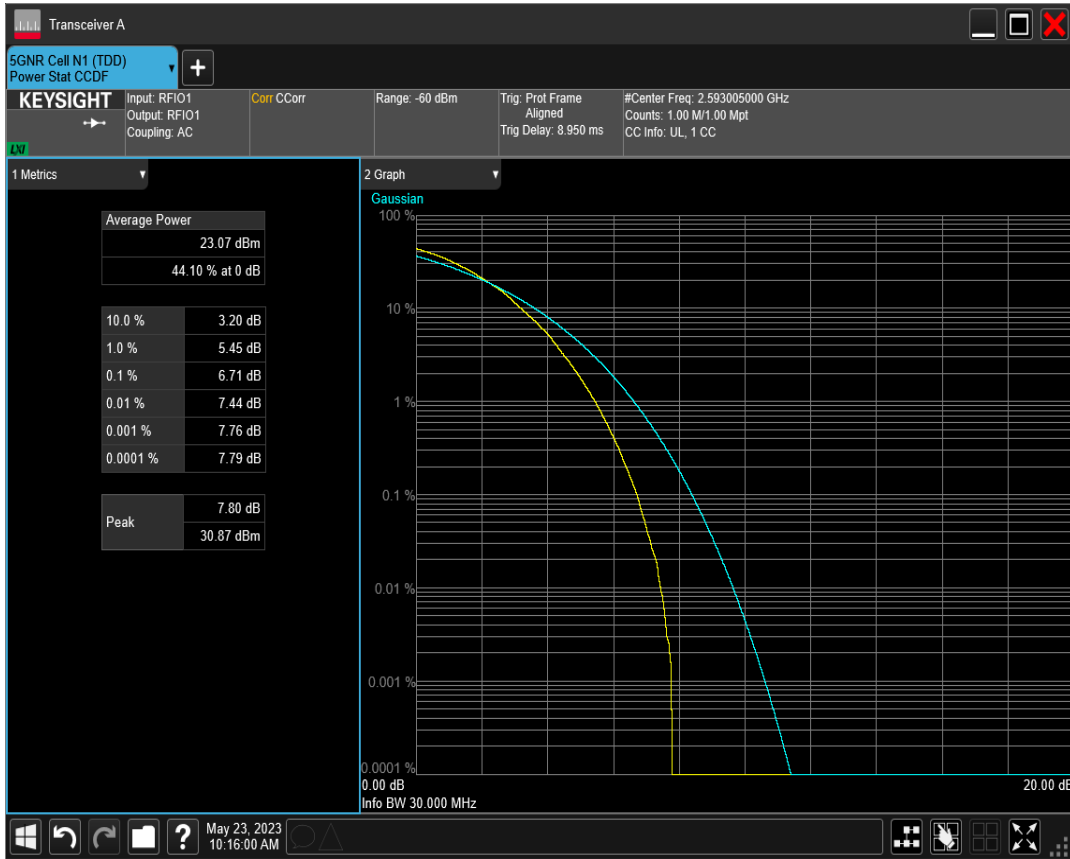 Transceiver A
5GNR Cell N1 (TDD)
Power Stat CCDF
+
KEYSIGHT
LXI
Input: RFIO1
Output: RFIO1
Coupling: AC
Corr CCorr
Range: -60 dBm
Trig: Prot Frame
Aligned
Trig Delay: 8.950 ms
#Center Freq: 2.593005000 GHz
Counts: 1.00 M/1.00 Mpt
CC Info: UL, 1 CC
1 Metrics
Average Power
23.07 dBm
44.10 % at 0 dB
10.0 % 3.20 dB
1.0 % 5.45 dB
0.1 % 6.71 dB
0.01 % 7.44 dB
0.001 % 7.76 dB
0.0001 % 7.79 dB
Peak
7.80 dB
30.87 dBm
2 Graph
Gaussian
100 %
10 %
1 %
0.1 %
0.01 %
0.001 %
0.0001 %
0.00 dB
20.00 dB
Info BW 30.000 MHz
?
May 23, 2023
10:16:00 AM